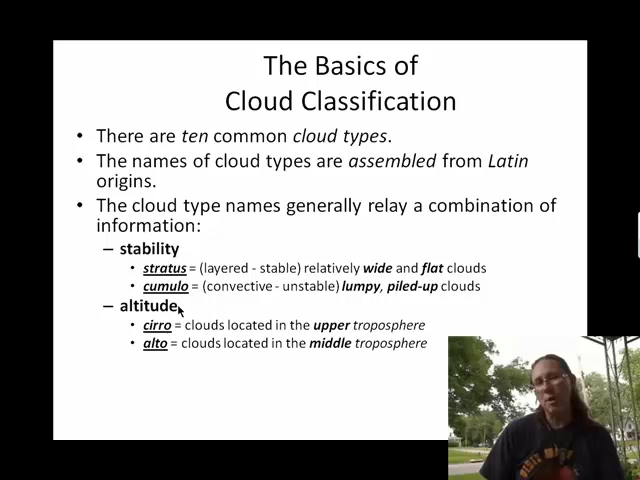 The Basics of
Cloud Classification
• There are ten common cloud types.
• The names of cloud types are assembled from Latin
origins.
• The cloud type names generally relay a combination of
information:
– stability
• stratus = (layered - stable) relatively wide and flat clouds
• cumulo = (convective - unstable) lumpy, piled-up clouds
– altitude
• cirro = clouds located in the upper troposphere
• alto = clouds located in the middle troposphere